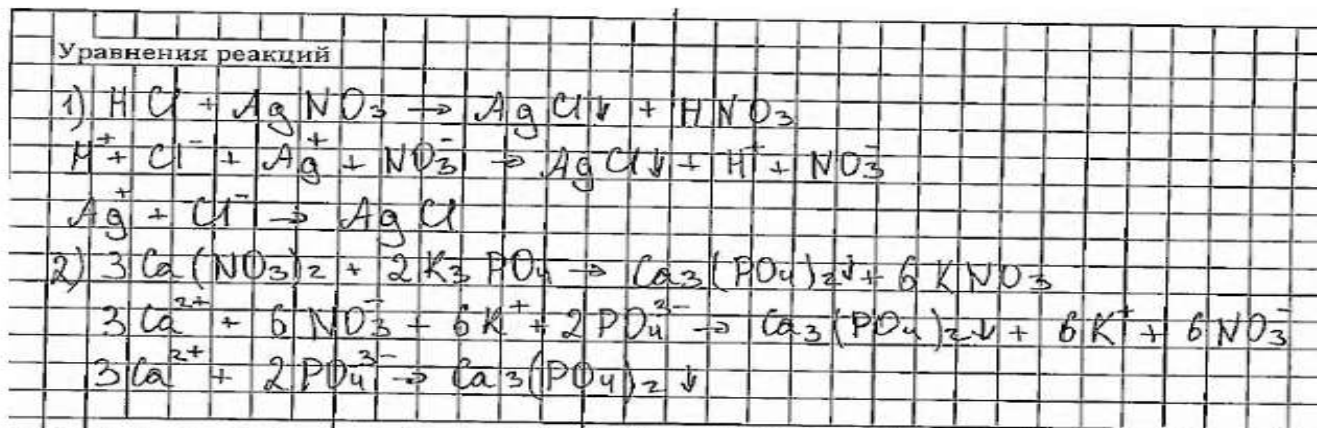 Уравнения реакций
1) HCl + AgNO₃ → AgCl↓ + HNO₃
H⁺ + Cl⁻ + Ag⁺ + NO₃⁻ → AgCl↓ + H⁺ + NO₃⁻
Ag⁺ + Cl⁻ → AgCl
2) 3Ca(NO₃)₂ + 2K₃PO₄ → Ca₃(PO₄)₂↓ + 6KNO₃
3Ca²⁺ + 6NO₃⁻ + 6K⁺ + 2PO₄³⁻ → Ca₃(PO₄)₂↓ + 6K⁺ + 6NO₃⁻
3Ca²⁺ + 2PO₄³⁻ → Ca₃(PO₄)₂↓